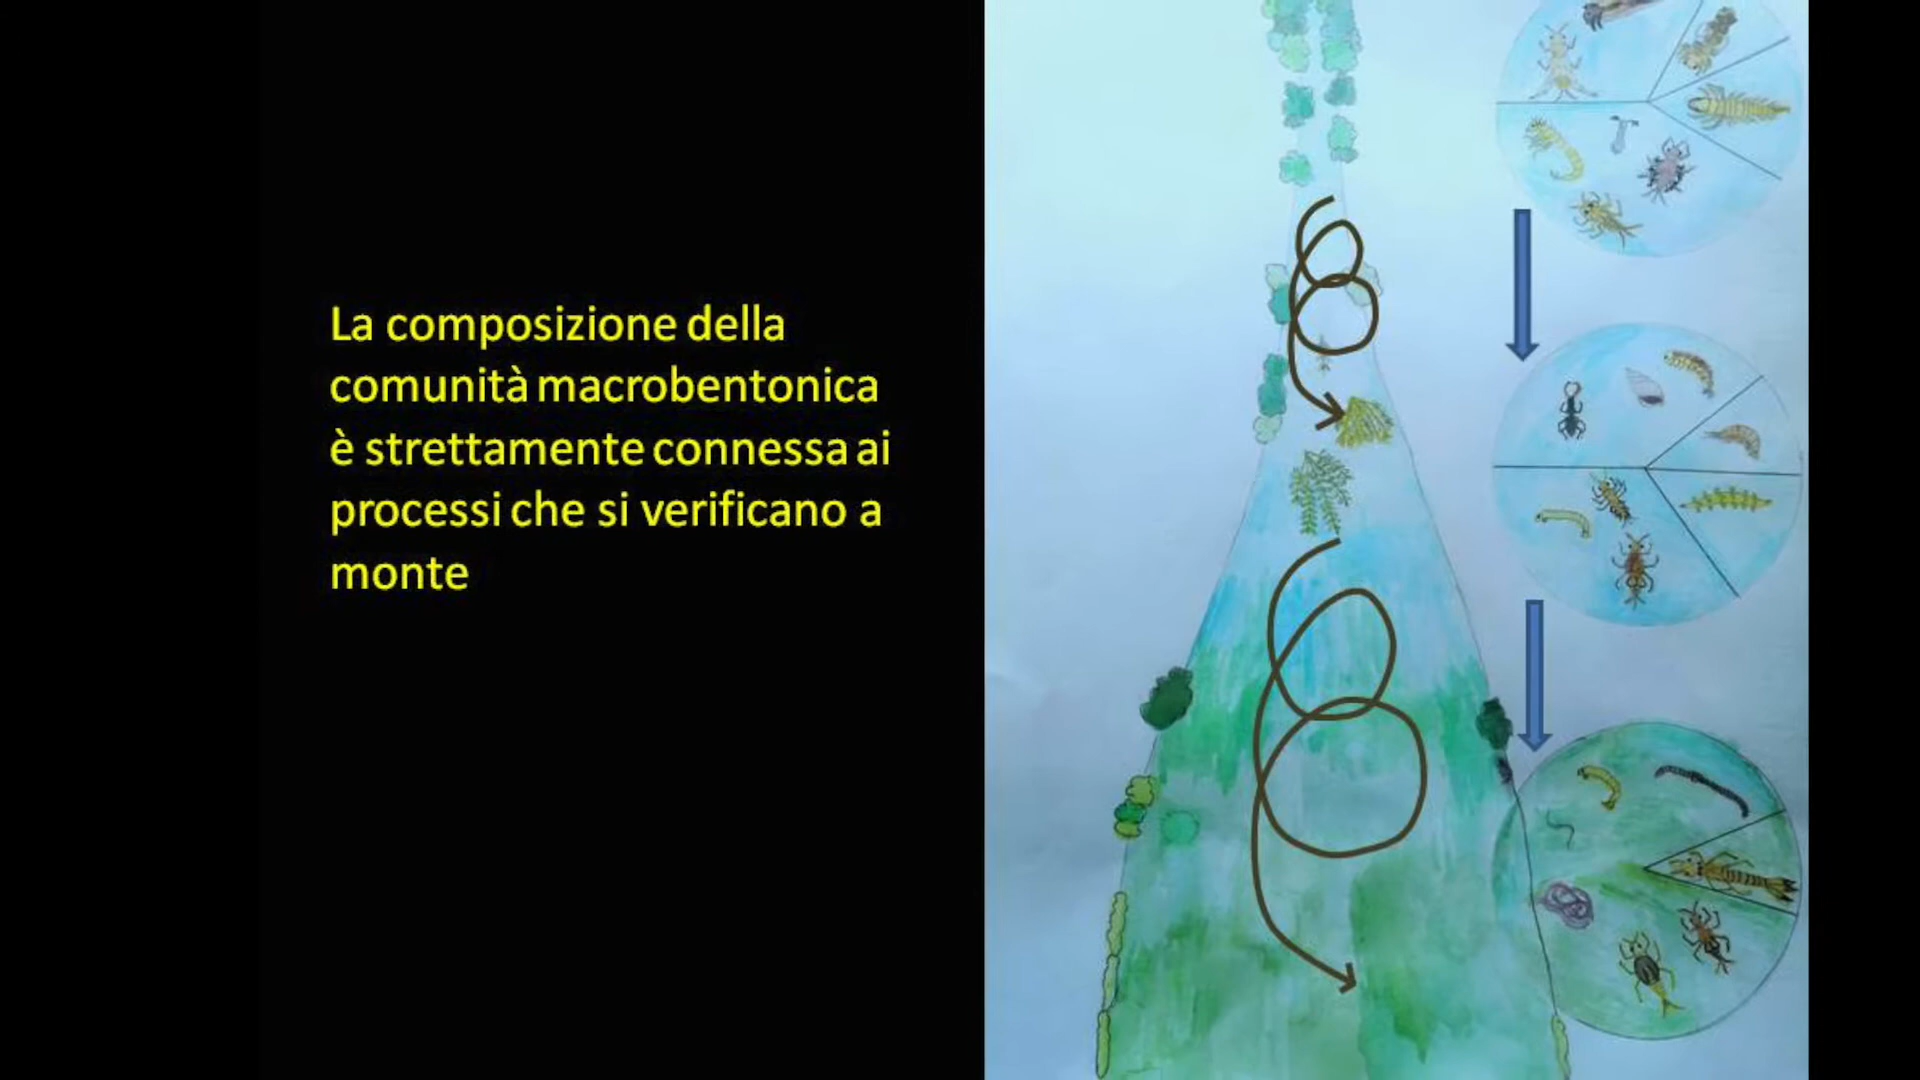 La composizione della
comunità macrobentonica
è strettamente connessa ai
processi che si verificano a
monte